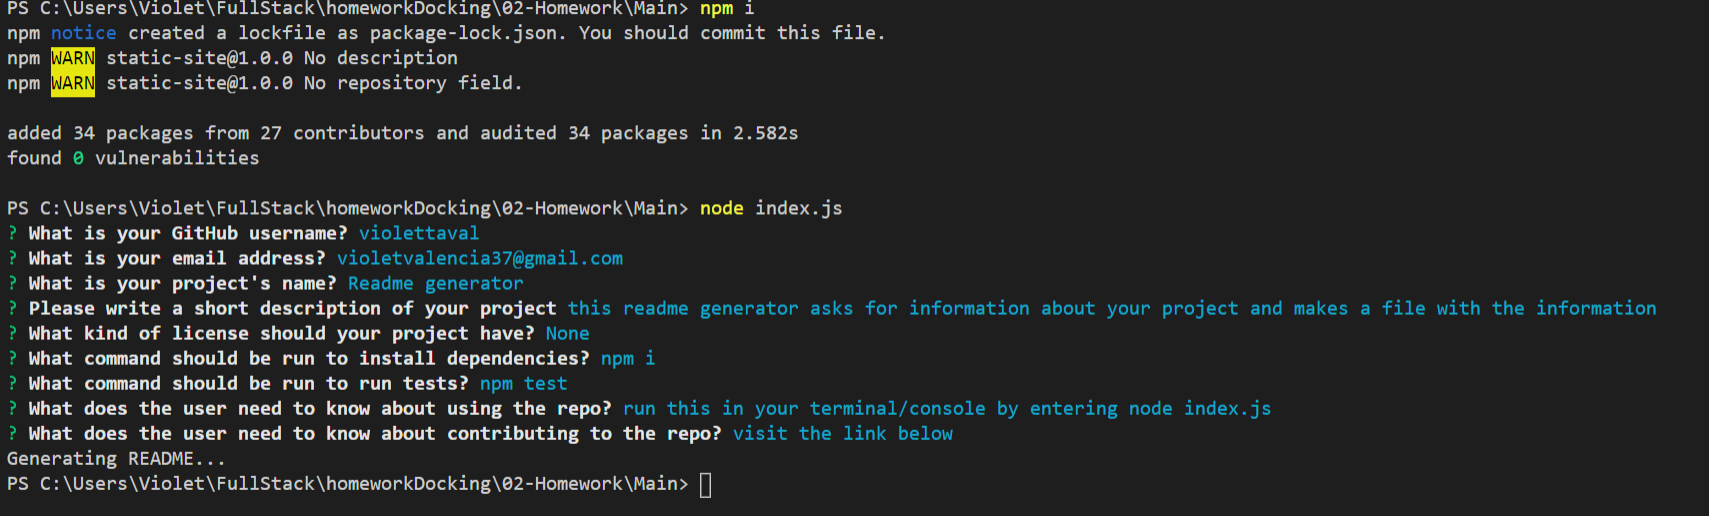 PS C:\Users\Violet\FullStack\homeworkDocking\02-Homework\Main> npm i
npm notice created a lockfile as package-lock.json. You should commit this file.
npm WARN static-site@1.0.0 No description
npm WARN static-site@1.0.0 No repository field.
added 34 packages from 27 contributors and audited 34 packages in 2.582s
found 0 vulnerabilities
PS C:\Users\Violet\FullStack\homeworkDocking\02-Homework\Main> node index.js
? What is your GitHub username? violettaval
? What is your email address? violetvalencia37@gmail.com
? What is your project's name? Readme generator
? Please write a short description of your project this readme generator asks for information about your project and makes a file with the information
? What kind of license should your project have? None
? What command should be run to install dependencies? npm i
? What command should be run to run tests? npm test
? What does the user need to know about using the repo? run this in your terminal/console by entering node index.js
? What does the user need to know about contributing to the repo? visit the link below
Generating README...
PS C:\Users\Violet\FullStack\homeworkDocking\02-Homework\Main>